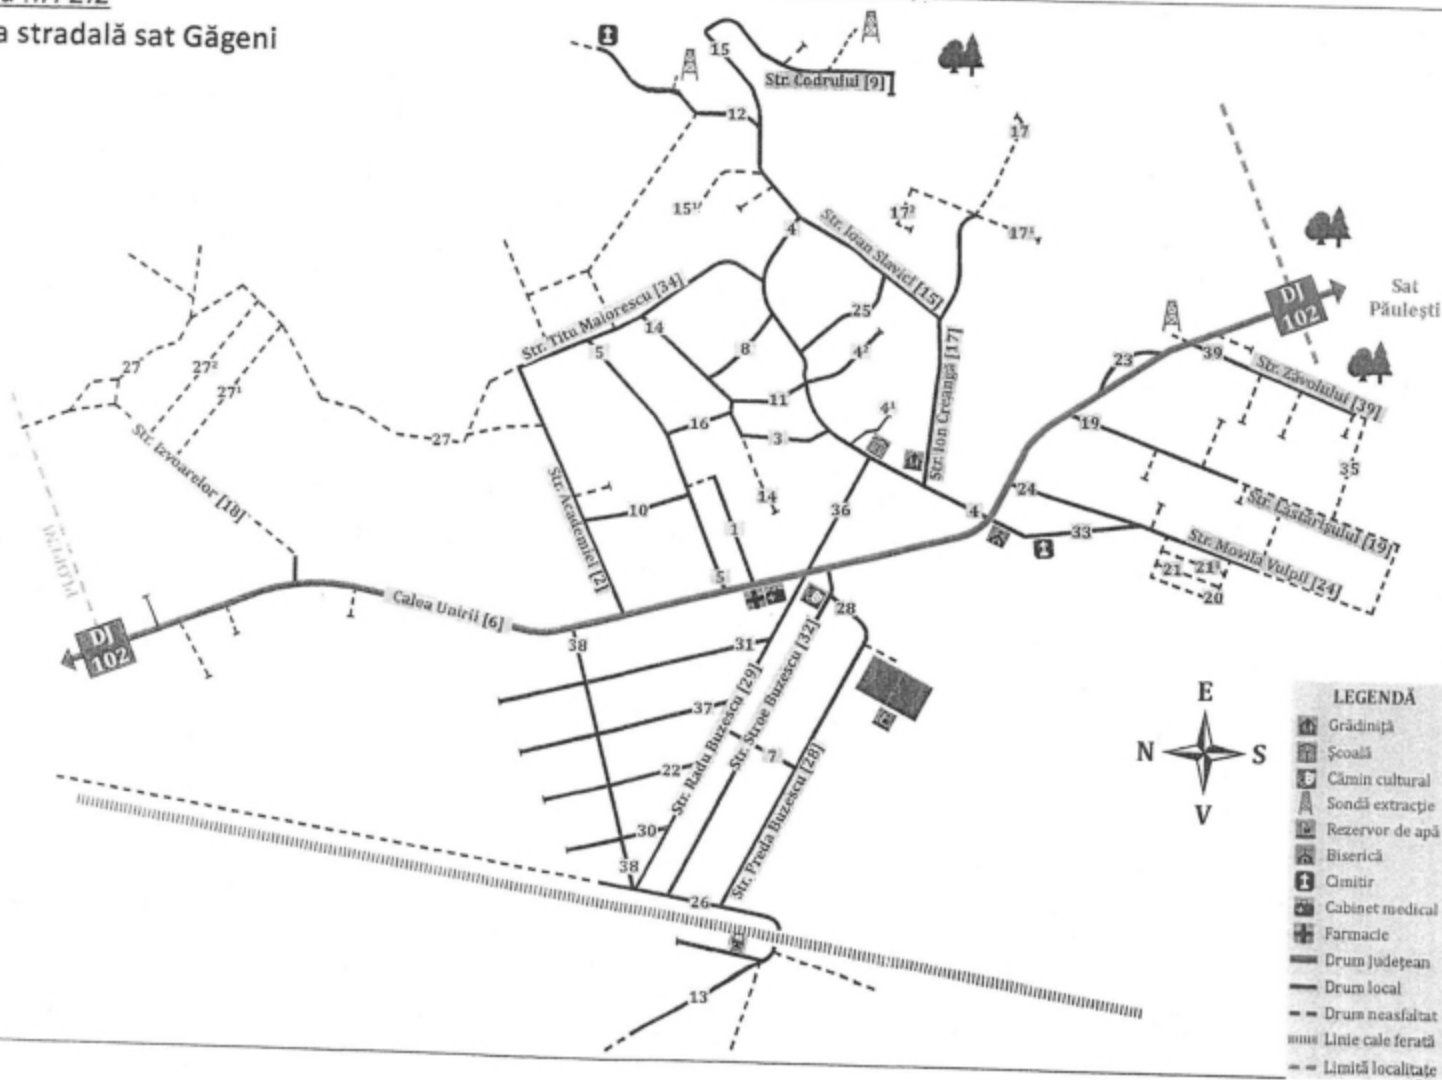 a stradală sat Găgeni
15
Str. Codrului [9]
12
17
15¹
17²
17¹
4
Str. Ioan Slavici [15]
Str. Titu Maiorescu [34]
14
5
25
8
4²
11
16
3
4¹
Str. Ion Creangă [17]
DJ
102
Sat
Păulești
23
39
Str. Zăvolului [39]
19
35
27
27²
27¹
27
Str. Izvoarelor [18]
Str. Academiei [2]
10
14
1
5
36
4
24
33
Str. Lăstărișului [19]
Str. Movila Vulpii [24]
21
21¹
20
PLOPENI
DJ
102
Calea Unirii [6]
38
31
28
37
Str. Radu Buzescu [29]
Str. Stroe Buzescu [32]
7
22
30
38
Str. Preda Buzescu [28]
26
13
E
N
S
V
LEGENDĂ
Grădiniță
Școală
Cămin cultural
Sondă extracție
Rezervor de apă
Biserică
Cimitir
Cabinet medical
Farmacie
Drum județean
Drum local
Drum neasfaltat
Linie cale ferată
Limită localitate